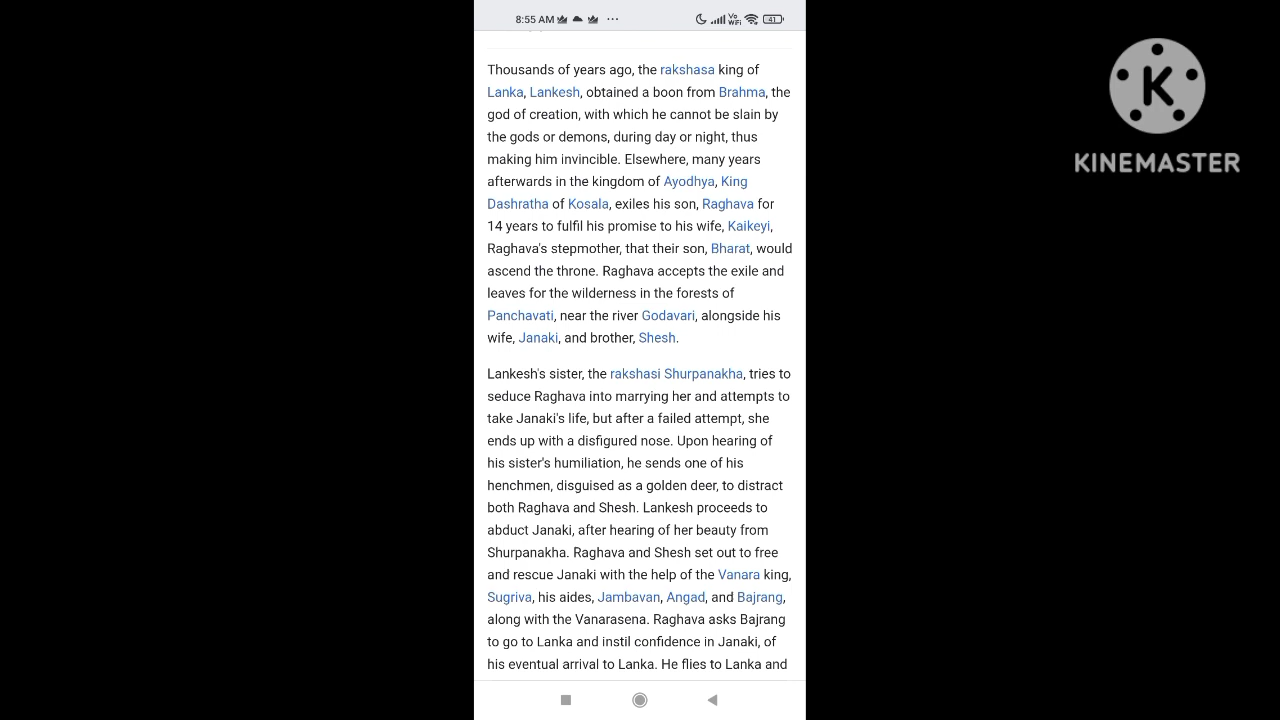 8:55 AM
Vo
WiFi
41
K
KINEMASTER
Thousands of years ago, the rakshasa king of
Lanka, Lankesh, obtained a boon from Brahma, the
god of creation, with which he cannot be slain by
the gods or demons, during day or night, thus
making him invincible. Elsewhere, many years
afterwards in the kingdom of Ayodhya, King
Dashratha of Kosala, exiles his son, Raghava for
14 years to fulfil his promise to his wife, Kaikeyi,
Raghava's stepmother, that their son, Bharat, would
ascend the throne. Raghava accepts the exile and
leaves for the wilderness in the forests of
Panchavati, near the river Godavari, alongside his
wife, Janaki, and brother, Shesh.
Lankesh's sister, the rakshasi Shurpanakha, tries to
seduce Raghava into marrying her and attempts to
take Janaki's life, but after a failed attempt, she
ends up with a disfigured nose. Upon hearing of
his sister's humiliation, he sends one of his
henchmen, disguised as a golden deer, to distract
both Raghava and Shesh. Lankesh proceeds to
abduct Janaki, after hearing of her beauty from
Shurpanakha. Raghava and Shesh set out to free
and rescue Janaki with the help of the Vanara king,
Sugriva, his aides, Jambavan, Angad, and Bajrang,
along with the Vanarasena. Raghava asks Bajrang
to go to Lanka and instil confidence in Janaki, of
his eventual arrival to Lanka. He flies to Lanka and